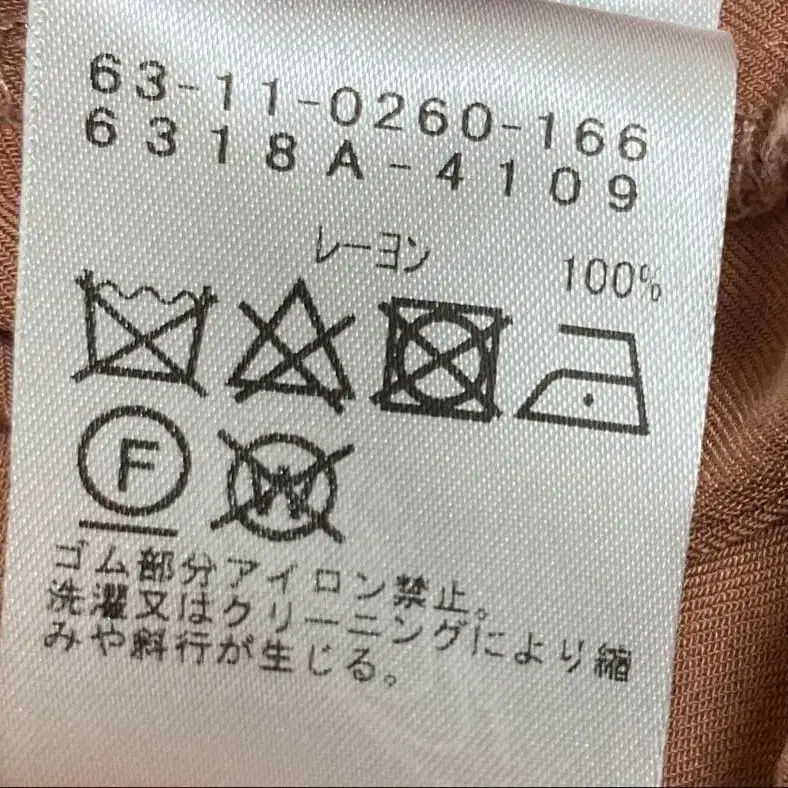 63-11-0260-166
6318A-4109
レーヨン 100%
F W
ゴム部分アイロン禁止。
洗濯又はクリーニングにより縮
みや斜行が生じる。